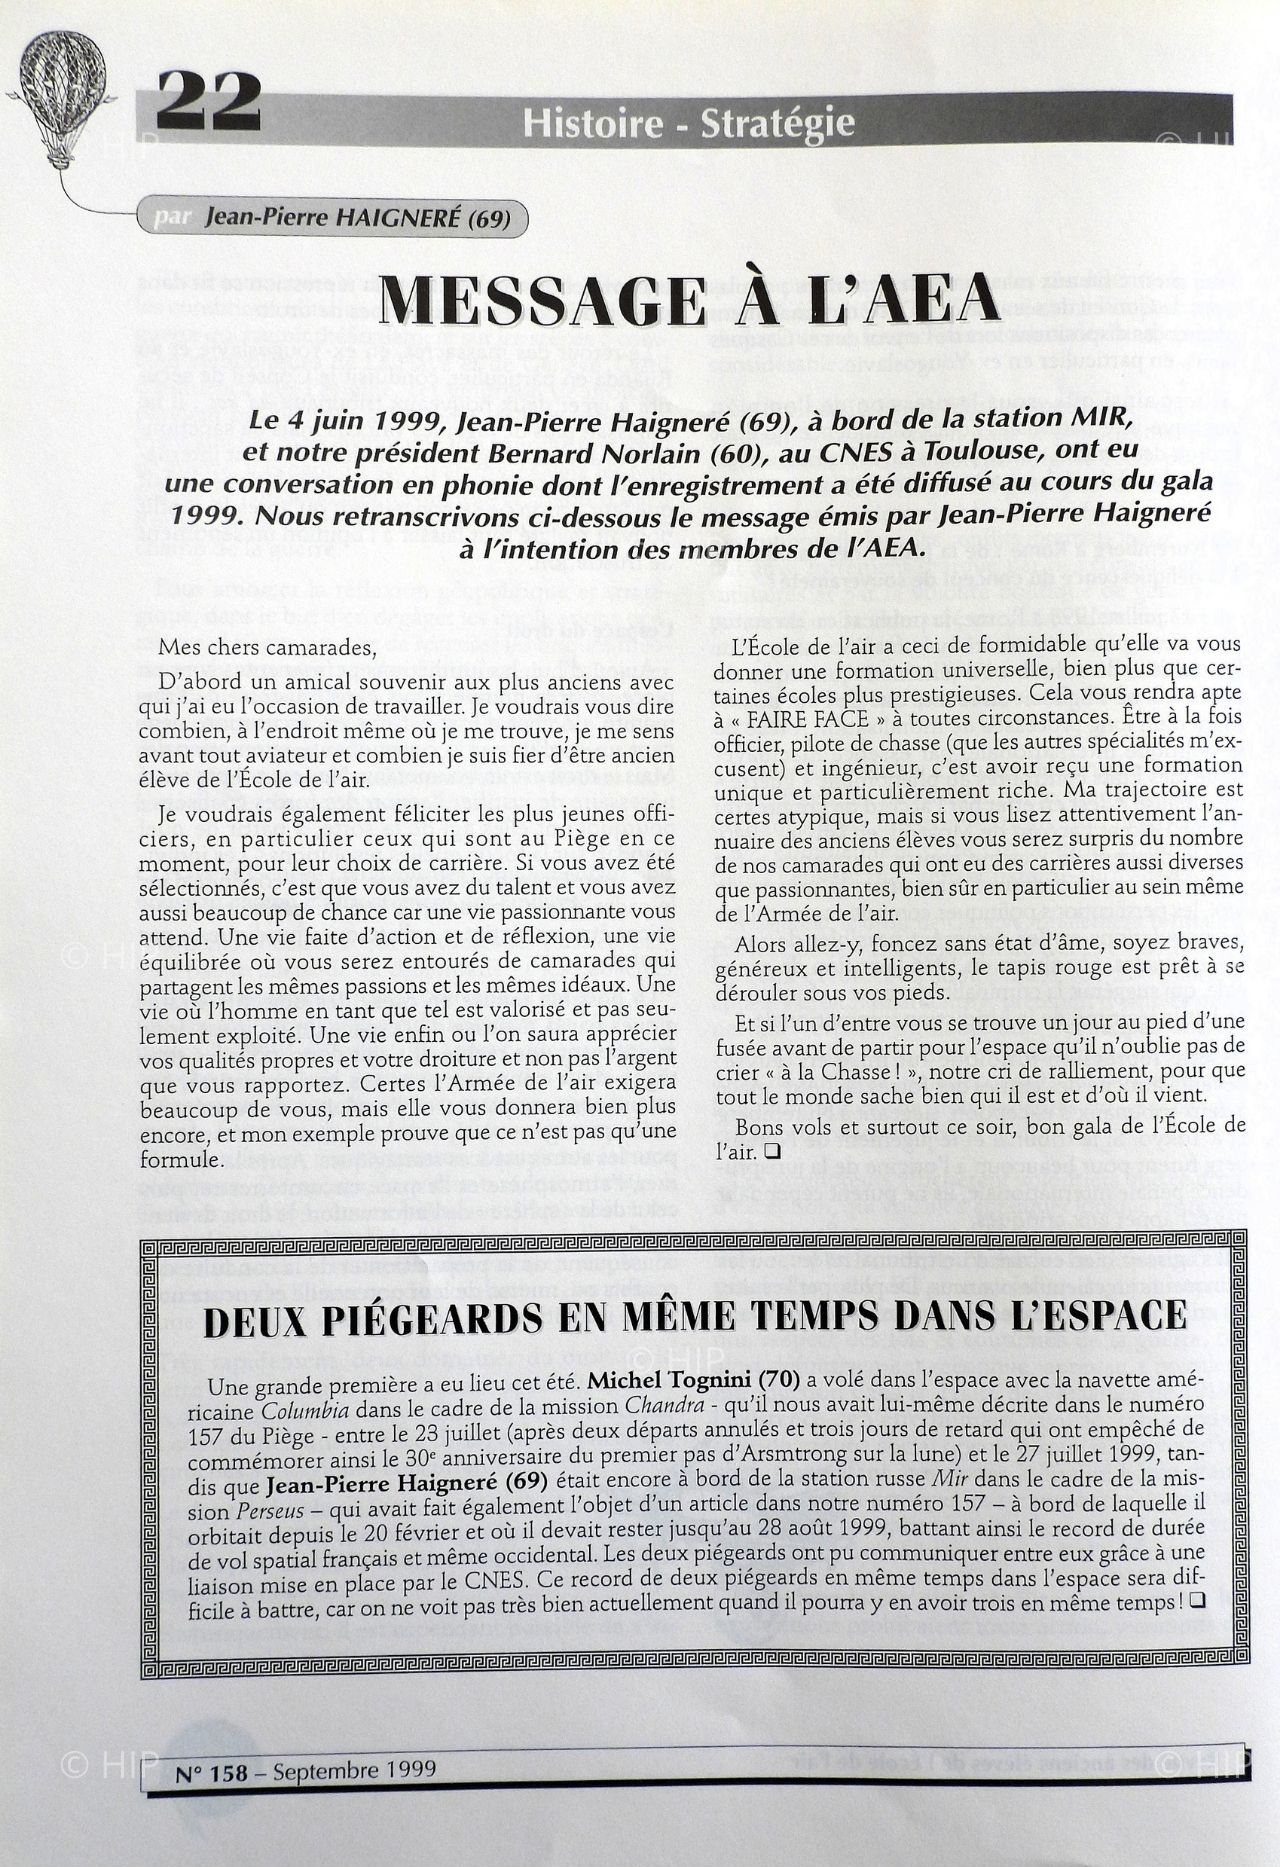 22
Histoire - Stratégie
par Jean-Pierre HAIGNERÉ (69)
MESSAGE À L'AEA
Le 4 juin 1999, Jean-Pierre Haigneré (69), à bord de la station MIR,
et notre président Bernard Norlain (60), au CNES à Toulouse, ont eu
une conversation en phonie dont l'enregistrement a été diffusé au cours du gala
1999. Nous retranscrivons ci-dessous le message émis par Jean-Pierre Haigneré
à l'intention des membres de l'AEA.
Mes chers camarades,
D'abord un amical souvenir aux plus anciens avec
qui j'ai eu l'occasion de travailler. Je voudrais vous dire
combien, à l'endroit même où je me trouve, je me sens
avant tout aviateur et combien je suis fier d'être ancien
élève de l'École de l'air.
Je voudrais également féliciter les plus jeunes offi-
ciers, en particulier ceux qui sont au Piège en ce
moment, pour leur choix de carrière. Si vous avez été
sélectionnés, c'est que vous avez du talent et vous avez
aussi beaucoup de chance car une vie passionnante vous
attend. Une vie faite d'action et de réflexion, une vie
équilibrée où vous serez entourés de camarades qui
partagent les mêmes passions et les mêmes idéaux. Une
vie où l'homme en tant que tel est valorisé et pas seu-
lement exploité. Une vie enfin ou l'on saura apprécier
vos qualités propres et votre droiture et non pas l'argent
que vous rapportez. Certes l'Armée de l'air exigera
beaucoup de vous, mais elle vous donnera bien plus
encore, et mon exemple prouve que ce n'est pas qu'une
formule.
L'École de l'air a ceci de formidable qu'elle va vous
donner une formation universelle, bien plus que cer-
taines écoles plus prestigieuses. Cela vous rendra apte
à « FAIRE FACE » à toutes circonstances. Être à la fois
officier, pilote de chasse (que les autres spécialités m'ex-
cusent) et ingénieur, c'est avoir reçu une formation
unique et particulièrement riche. Ma trajectoire est
certes atypique, mais si vous lisez attentivement l'an-
nuaire des anciens élèves vous serez surpris du nombre
de nos camarades qui ont eu des carrières aussi diverses
que passionnantes, bien sûr en particulier au sein même
de l'Armée de l'air.
Alors allez-y, foncez sans état d'âme, soyez braves,
généreux et intelligents, le tapis rouge est prêt à se
dérouler sous vos pieds.
Et si l'un d'entre vous se trouve un jour au pied d'une
fusée avant de partir pour l'espace qu'il n'oublie pas de
crier « à la Chasse ! », notre cri de ralliement, pour que
tout le monde sache bien qui il est et d'où il vient.
Bons vols et surtout ce soir, bon gala de l'École de
l'air. ❏
DEUX PIÉGEARDS EN MÊME TEMPS DANS L'ESPACE
Une grande première a eu lieu cet été. Michel Tognini (70) a volé dans l'espace avec la navette amé-
ricaine Columbia dans le cadre de la mission Chandra - qu'il nous avait lui-même décrite dans le numéro
157 du Piège - entre le 23 juillet (après deux départs annulés et trois jours de retard qui ont empêché de
commémorer ainsi le 30e anniversaire du premier pas d'Arsmtrong sur la lune) et le 27 juillet 1999, tan-
dis que Jean-Pierre Haigneré (69) était encore à bord de la station russe Mir dans le cadre de la mis-
sion Perseus – qui avait fait également l'objet d'un article dans notre numéro 157 – à bord de laquelle il
orbitait depuis le 20 février et où il devait rester jusqu'au 28 août 1999, battant ainsi le record de durée
de vol spatial français et même occidental. Les deux piégeards ont pu communiquer entre eux grâce à une
liaison mise en place par le CNES. Ce record de deux piégeards en même temps dans l'espace sera dif-
ficile à battre, car on ne voit pas très bien actuellement quand il pourra y en avoir trois en même temps ! ❏
N° 158 – Septembre 1999
© HIP